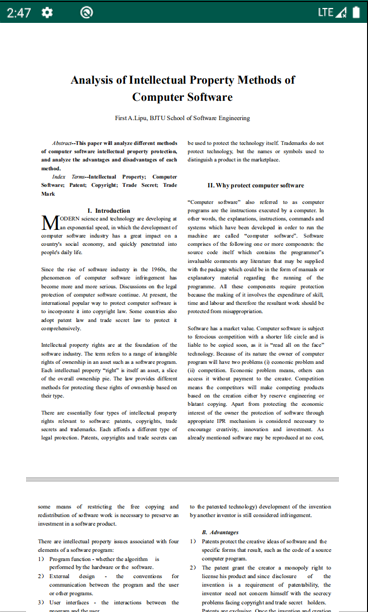 2:47
LTE
Analysis of Intellectual Property Methods of
Computer Software
First A.Lipa, BJTU School of Software Engineering
Abstract--This paper will analyze different methods
of computer software intellectual property protection,
and analyze the advantages and disadvantages of each
method.
Index Terms--Intellectual Property; Computer
Software; Patent; Copyright; Trade Secret; Trade
Mark
I. Introduction
MODERN science and technology are developing at
an exponential speed, in which the development of
computer software industry has a great impact on a
country's social economy, and quickly penetrated into
people's daily life.
Since the rise of software industry in the 1960s, the
phenomenon of computer software infringement has
become more and more serious. Discussions on the legal
protection of computer software continue. At present, the
international popular way to protect computer software is
to incorporate it into copyright law. Some countries also
adopt patent law and trade secret law to protect it
comprehensively.
Intellectual property rights are at the foundation of the
software industry. The term refers to a range of intangible
rights of ownership in an asset such as a software program.
Each intellectual property "right" is itself an asset, a slice
of the overall ownership pie. The law provides different
methods for protecting these rights of ownership based on
their type.
There are essentially four types of intellectual property
rights relevant to software: patents, copyrights, trade
secrets and trademarks. Each affords a different type of
legal protection. Patents, copyrights and trade secrets can
be used to protect the technology itself. Trademarks do not
protect technology, but the names or symbols used to
distinguish a product in the marketplace.
II. Why protect computer software
"Computer software" also referred to as computer
programs are the instructions executed by a computer. In
other words, the explanations, instructions, commands and
systems which have been developed in order to run the
machine are called "computer software". Software
comprises of the following one or more components: the
source code itself which contains the programmer"s
invaluable comments any literature that may be supplied
with the package which could be in the form of manuals or
explanatory material regarding the running of the
programme. All these components require protection
because the making of it involves the expenditure of skill,
time and labour and therefore the resultant work should be
protected from misappropriation.
Software has a market value. Computer software is subject
to ferocious competition with a shorter life circle and is
liable to be copied soon, as it is "read all on the face"
technology. Because of its nature the owner of computer
program will have two problems (i) economic problem and
(ii) competition. Economic problem means, others can
access it without payment to the creator. Competition
means the competitors will make competing products
based on the creation either by reserve engineering or
blatant copying. Apart from protecting the economic
interest of the owner the protection of software through
appropriate IPR mechanism is considered necessary to
encourage creativity, innovation and investment. As
already mentioned software may be reproduced at no cost,
some means of restricting the free copying and
redistribution of software work is necessary to preserve an
investment in a software product.
There are intellectual property issues associated with four
elements of a software program:
1) Program function - whether the algorithm is
performed by the hardware or the software.
2) External design - the conventions for
communication between the program and the user
or other programs.
3) User interfaces - the interactions between the
program and the user.
to the patented technology) development of the invention
by another inventor is still considered infringement.
B. Advantages
1) Patents protect the creative ideas of software and the
specific forms that result, such as the code of a source
computer program.
2) The patent grant the creator a monopoly right to
license his product and since disclosure of the
invention is a requirement of patentability, the
inventor need not concern himself with the secrecy
problems facing copyright and trade secret holders.
Patents are exclusive. Once the invention and creation